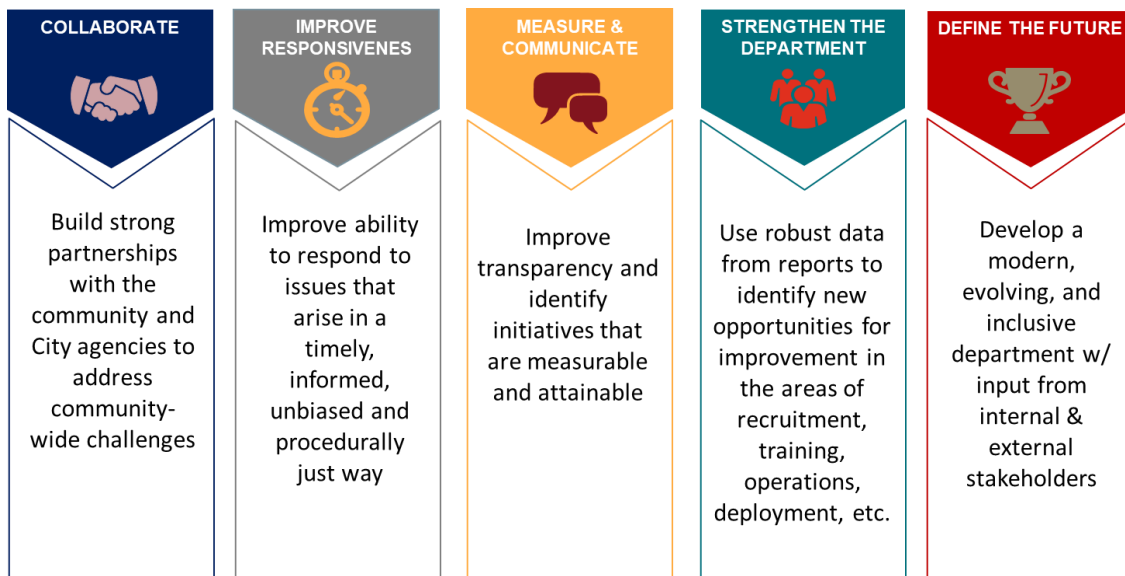 COLLABORATE
Build strong
partnerships
with the
community and
City agencies to
address
community-
wide challenges
IMPROVE
RESPONSIVENES
Improve ability
to respond to
issues that
arise in a
timely,
informed,
unbiased and
procedurally
just way
MEASURE &
COMMUNICATE
Improve
transparency and
identify
initiatives that
are measurable
and attainable
STRENGTHEN THE
DEPARTMENT
Use robust data
from reports to
identify new
opportunities for
improvement in
the areas of
recruitment,
training,
operations,
deployment, etc.
DEFINE THE FUTURE
Develop a
modern,
evolving, and
inclusive
department w/
input from
internal &
external
stakeholders